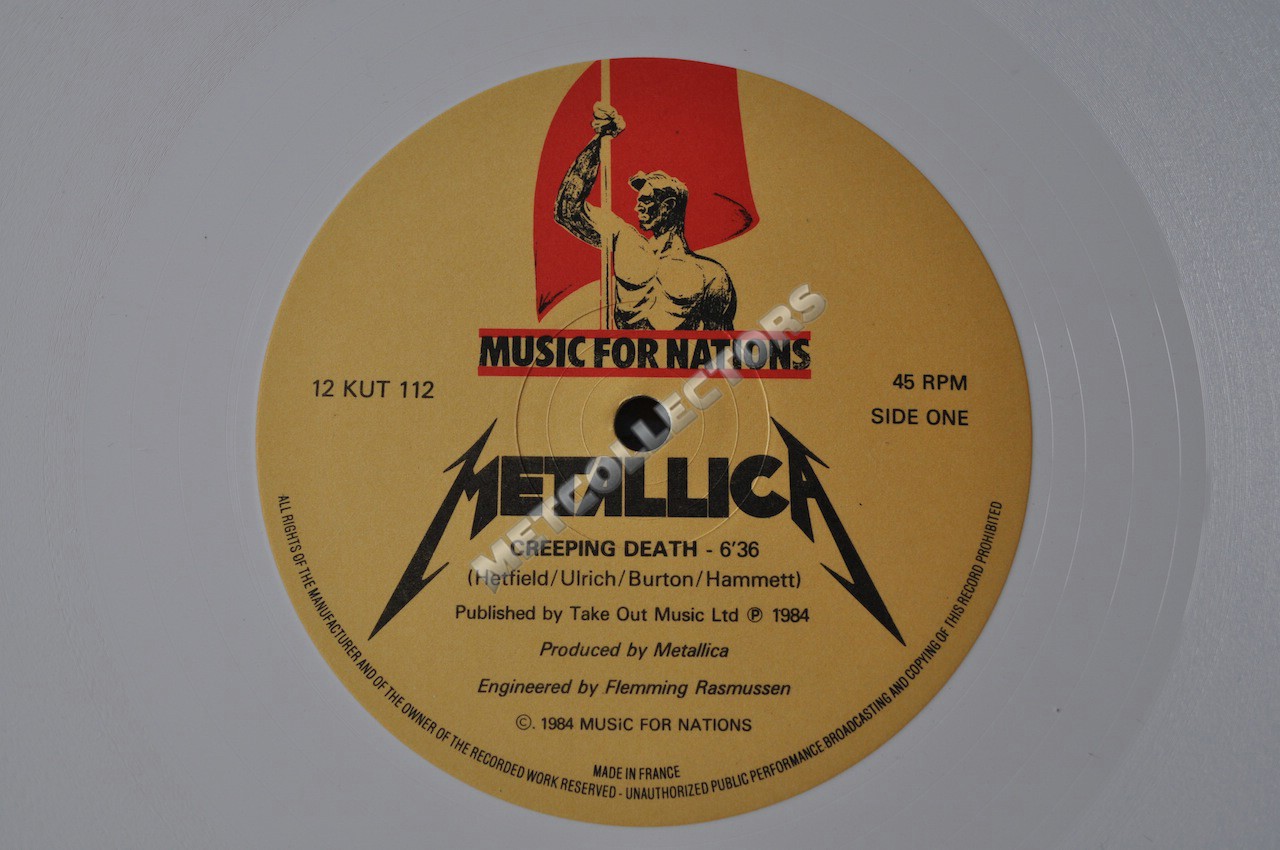 MUSIC FOR NATIONS
12 KUT 112
45 RPM
SIDE ONE
METALLICA
CREEPING DEATH - 6'36
(Hetfield/Ulrich/Burton/Hammett)
Published by Take Out Music Ltd ℗ 1984
Produced by Metallica
Engineered by Flemming Rasmussen
©. 1984 MUSiC FOR NATIONS
MADE IN FRANCE
ALL RIGHTS OF THE MANUFACTURER AND OF THE OWNER OF THE RECORDED WORK RESERVED - UNAUTHORIZED PUBLIC PERFORMANCE BROADCASTING AND COPYING OF THIS RECORD PROHIBITED
METCOLLECTORS